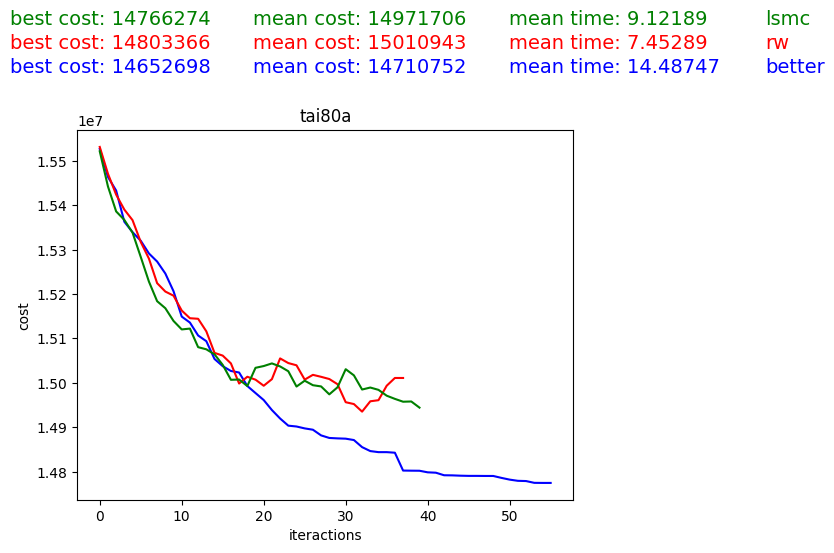 best cost: 14766274 mean cost: 14971706 mean time: 9.12189 lsmc
best cost: 14803366 mean cost: 15010943 mean time: 7.45289 rw
best cost: 14652698 mean cost: 14710752 mean time: 14.48747 better
tai80a
1e7
1.55
1.54
1.53
1.52
1.51
1.50
1.49
1.48
cost
0 10 20 30 40 50
iteractions